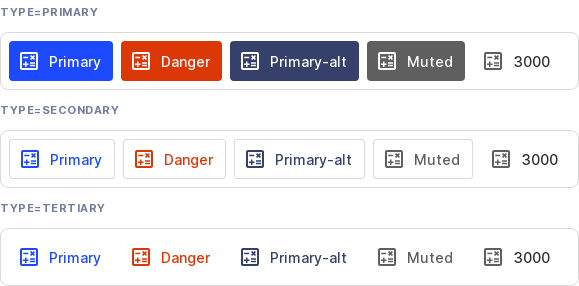 TYPE=PRIMARY
Primary Danger Primary-alt Muted 3000
TYPE=SECONDARY
Primary Danger Primary-alt Muted 3000
TYPE=TERTIARY
Primary Danger Primary-alt Muted 3000